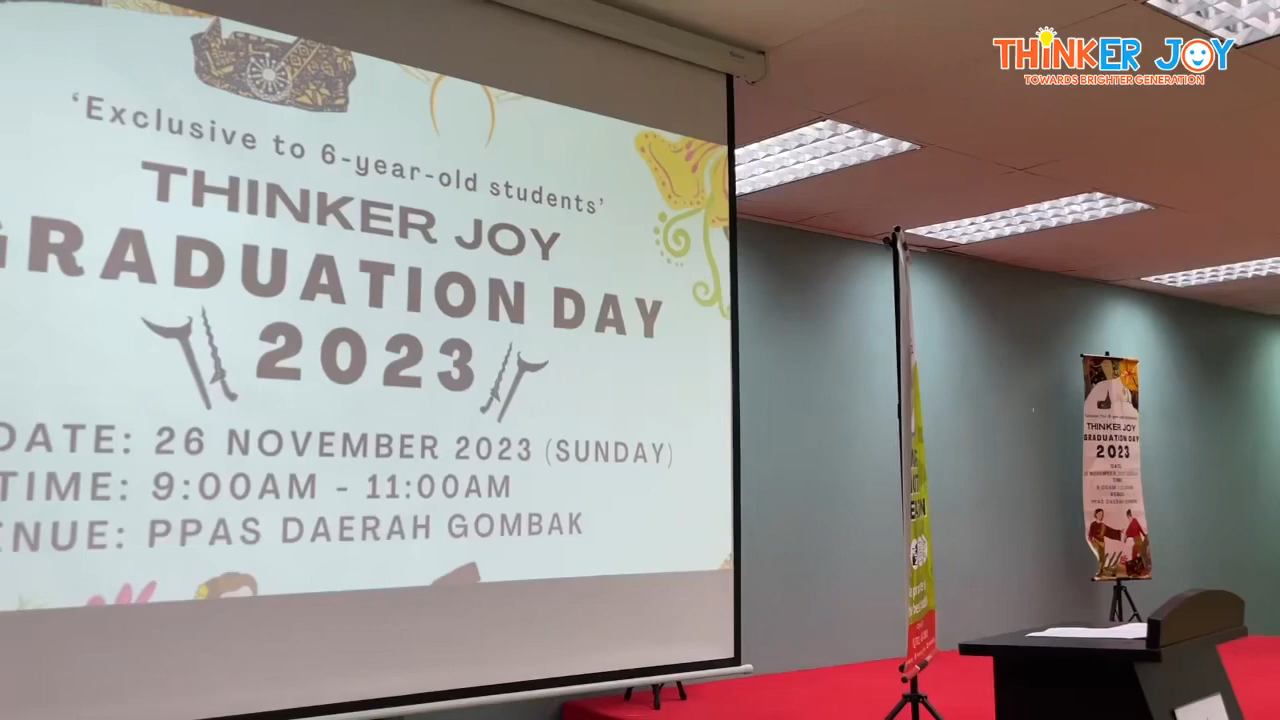 THINKER JOY
TOWARDS BRIGHTER GENERATION
‘Exclusive to 6-year-old students’
THINKER JOY
GRADUATION DAY
2023
DATE: 26 NOVEMBER 2023 (SUNDAY)
TIME: 9:00AM - 11:00AM
ENUE: PPAS DAERAH GOMBAK
THINKER JOY
GRADUATION DAY
2023